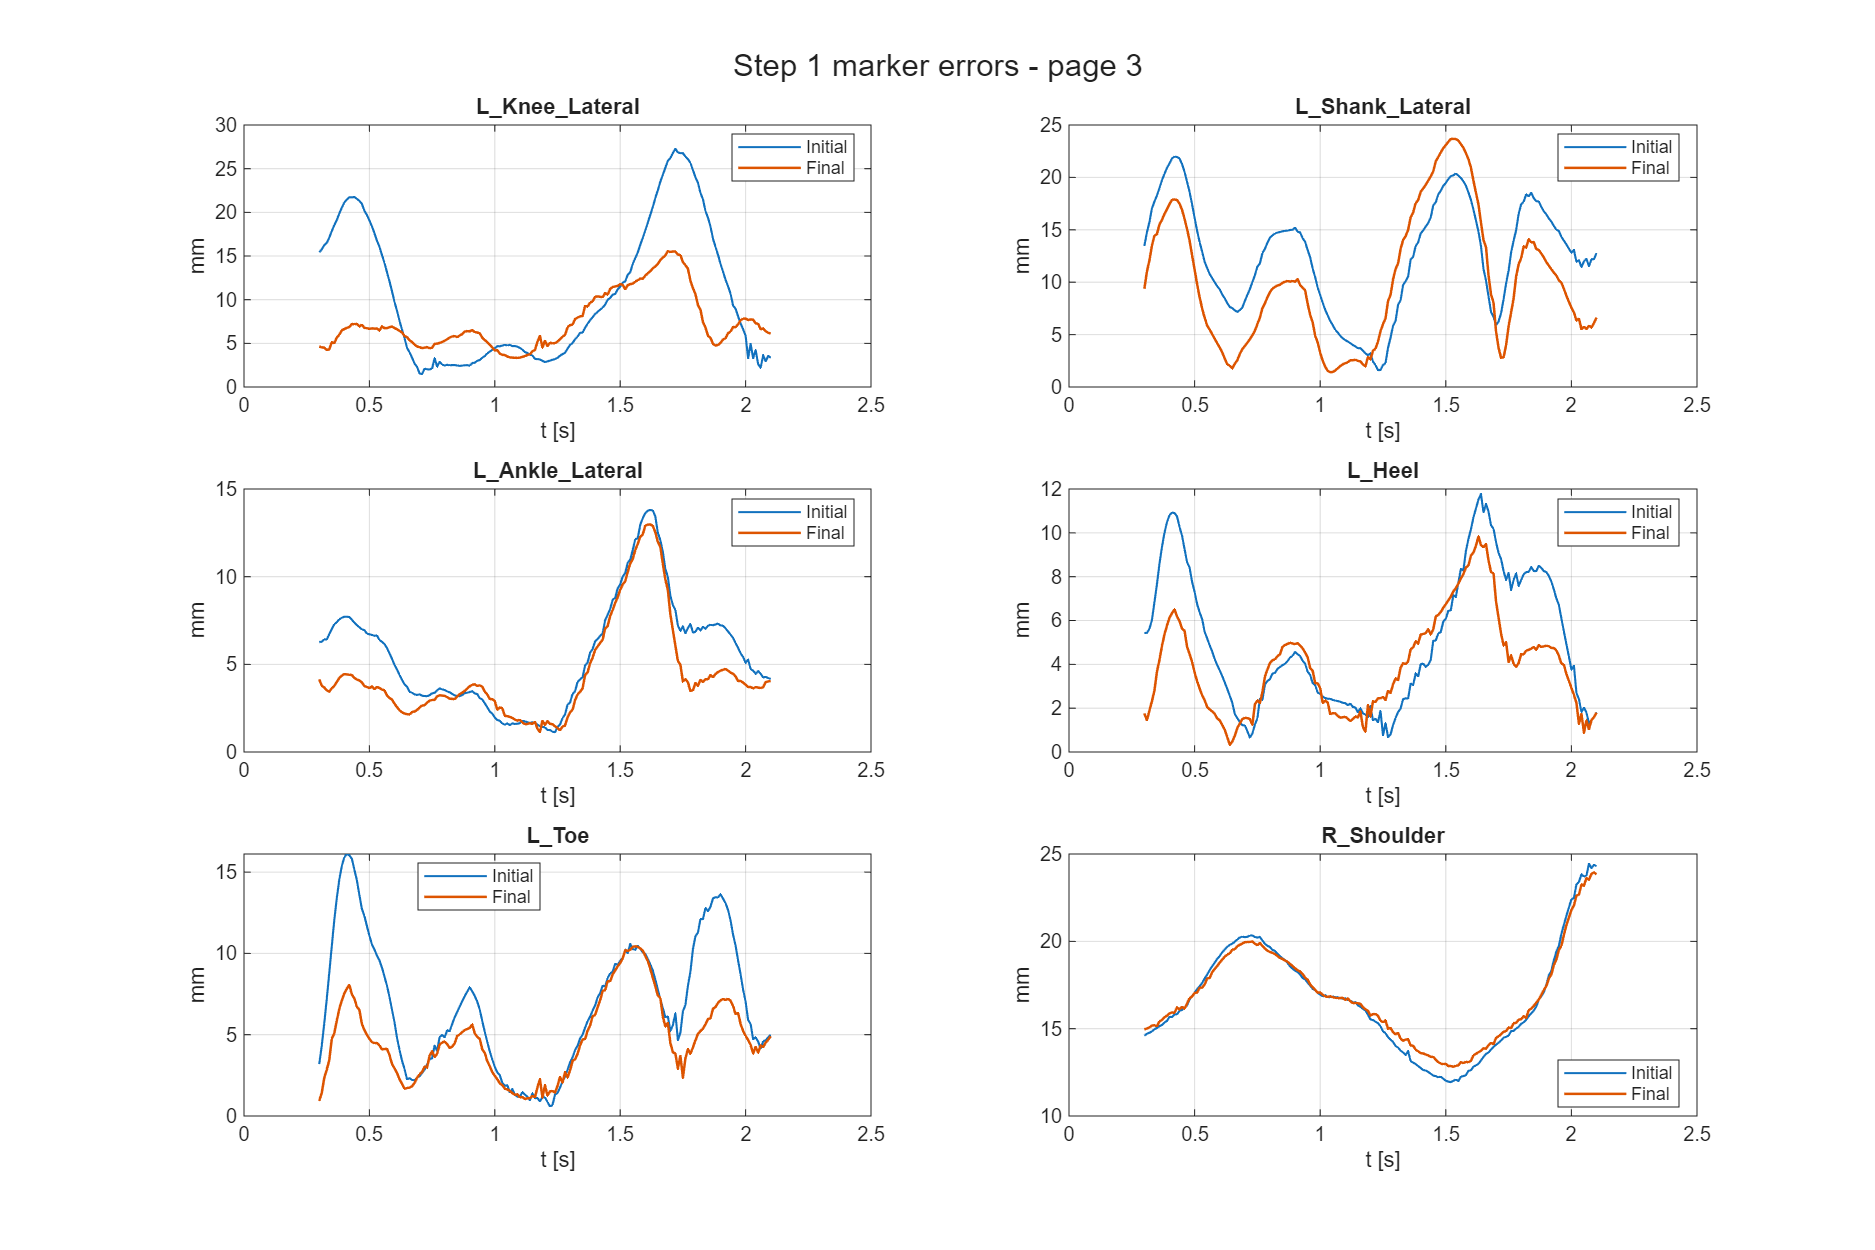 Step 1 marker errors - page 3
L_Knee_Lateral
30
25
20
15
10
5
0
mm
0 0.5 1 1.5 2 2.5
t [s]
Initial
Final
L_Shank_Lateral
25
20
15
10
5
0
mm
0 0.5 1 1.5 2 2.5
t [s]
Initial
Final
L_Ankle_Lateral
15
10
5
0
mm
0 0.5 1 1.5 2 2.5
t [s]
Initial
Final
L_Heel
12
10
8
6
4
2
0
mm
0 0.5 1 1.5 2 2.5
t [s]
Initial
Final
L_Toe
15
10
5
0
mm
0 0.5 1 1.5 2 2.5
t [s]
Initial
Final
R_Shoulder
25
20
15
10
mm
0 0.5 1 1.5 2 2.5
t [s]
Initial
Final